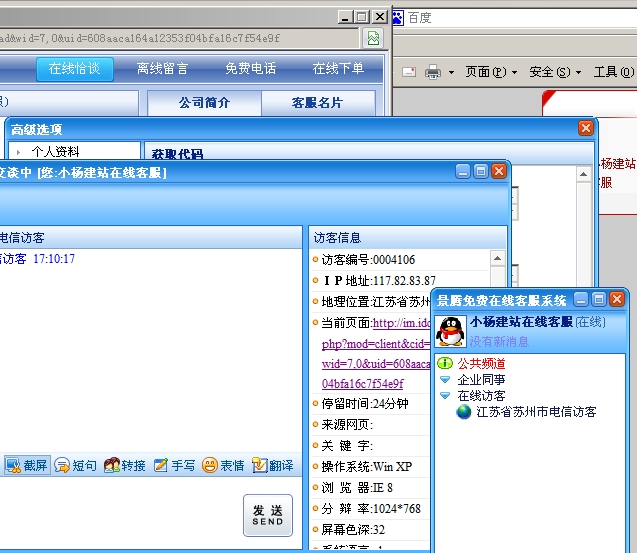 百度
ad&wid=7,0&uid=608aaca164a12353f04bfa16c7f54e9f
在线恰谈 离线留言 免费电话 在线下单
页面(P) 安全(S) 工具(O)
公司简介 客服名片
高级选项
个人资料 获取代码
小杨建站
客服
交谈中 [您:小杨建站在线客服]
电信访客
访客 17:10:17
访客信息
访客编号:0004106
I P 地址:117.82.83.87
地理位置:江苏省苏州
当前页面:http://im.idc
php?mod=client&cid=
wid=7,0&uid=608aaca
04bfa16c7f54e9f
停留时间:24分钟
来源网页:
关 键 字:
操作系统:Win XP
浏 览 器:IE 8
分 辩 率:1024*768
屏幕色深:32
系统语言:
截屏 短句 转接 手写 表情 翻译
发 送
SEND
景腾免费在线客服系统
小杨建站在线客服(在线)
没有新消息
公共频道
企业同事
在线访客
江苏省苏州市电信访客